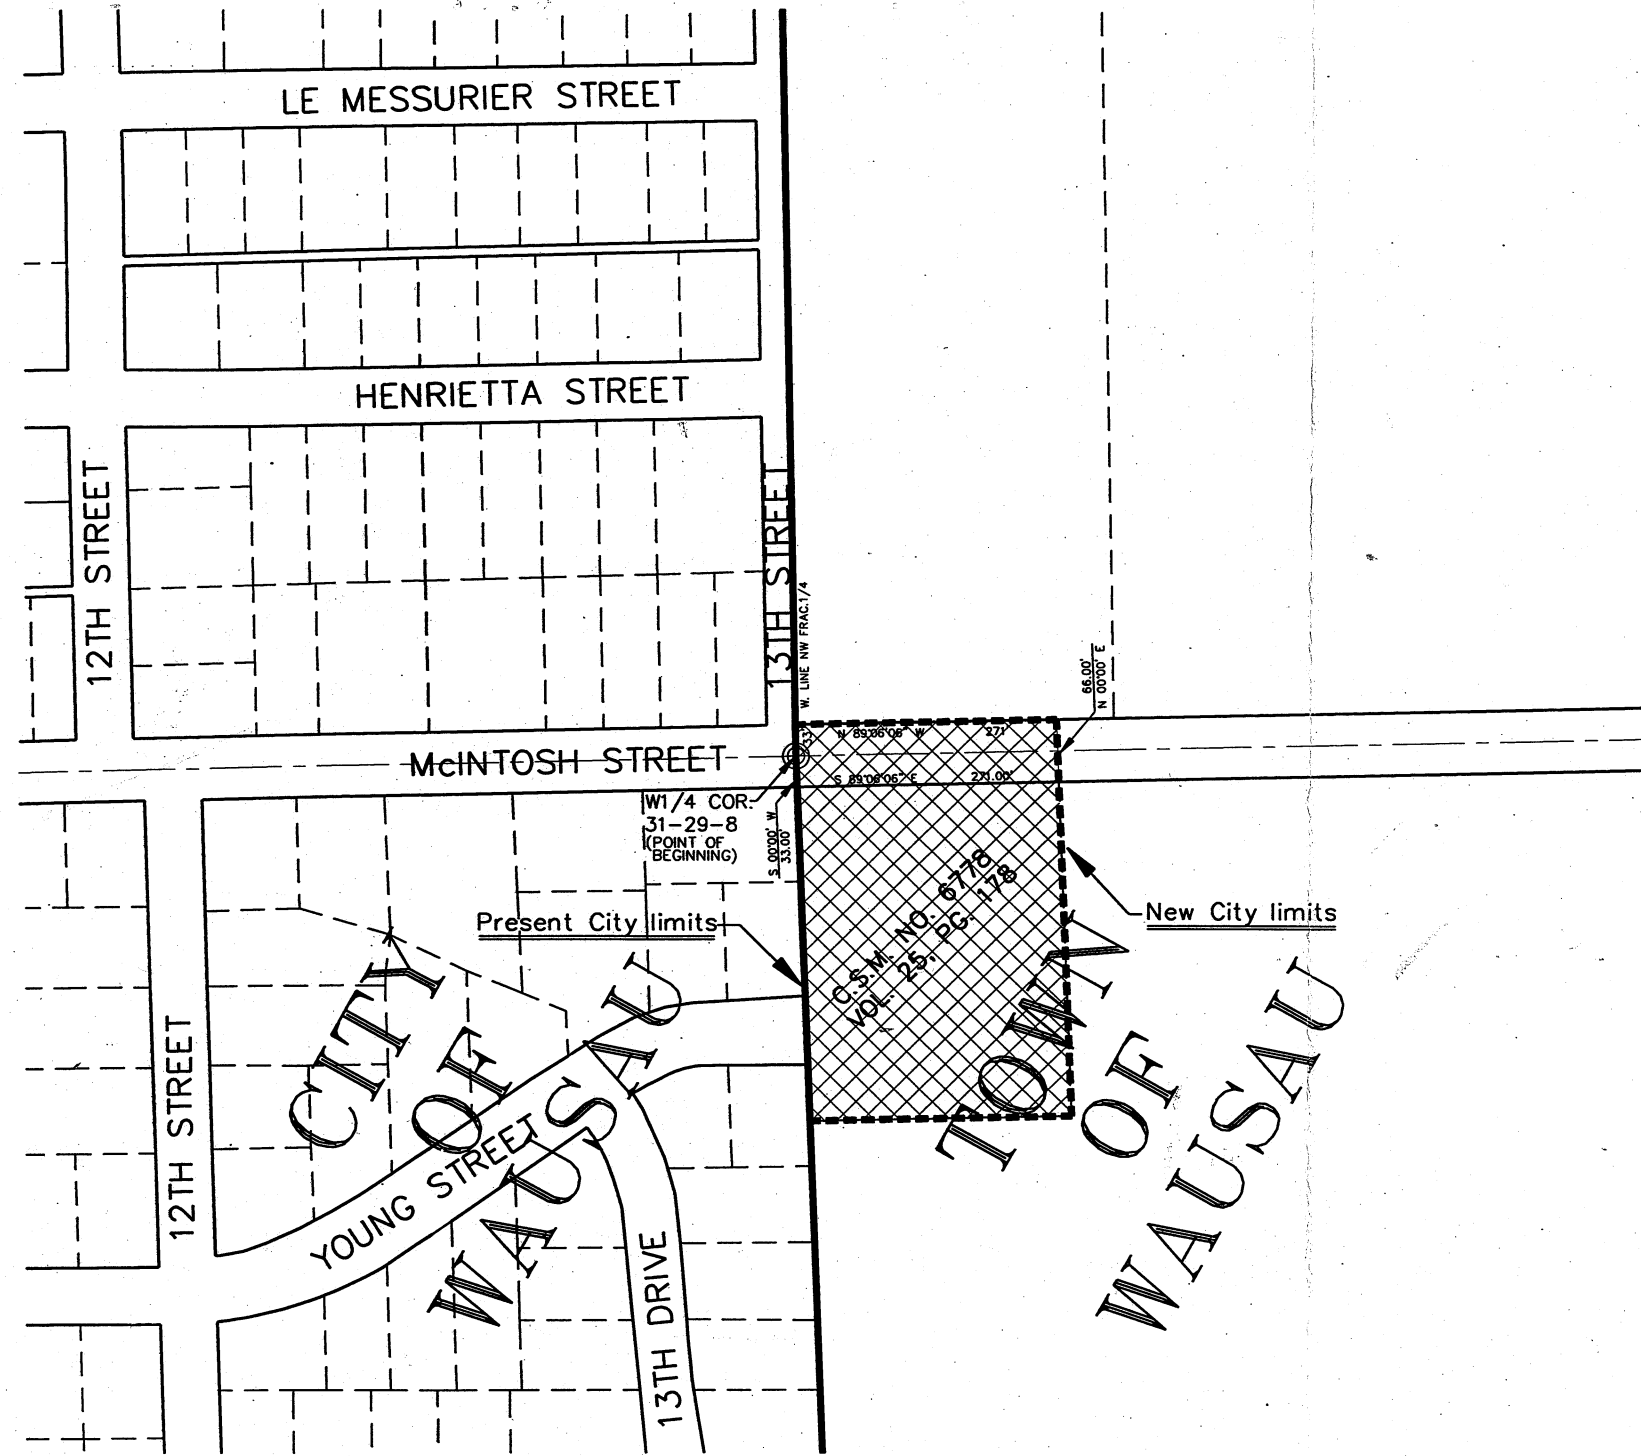 LE MESSURIER STREET
HENRIETTA STREET
12TH STREET
13TH STREET
W. LINE NW FRAC.1/4
66.00'
N 00°00' E
33'
N 89°06'06" W 271'
McINTOSH STREET
S 89°06'06" E 271.00'
W1/4 COR.
31-29-8
(POINT OF
BEGINNING)
S 00°00' W
33.00'
C.S.M. NO. 6778
VOL. 25, PG. 178
Present City limits
New City limits
CITY
OF
WAUSAU
TOWN
OF
WAUSAU
12TH STREET
YOUNG STREET
13TH DRIVE